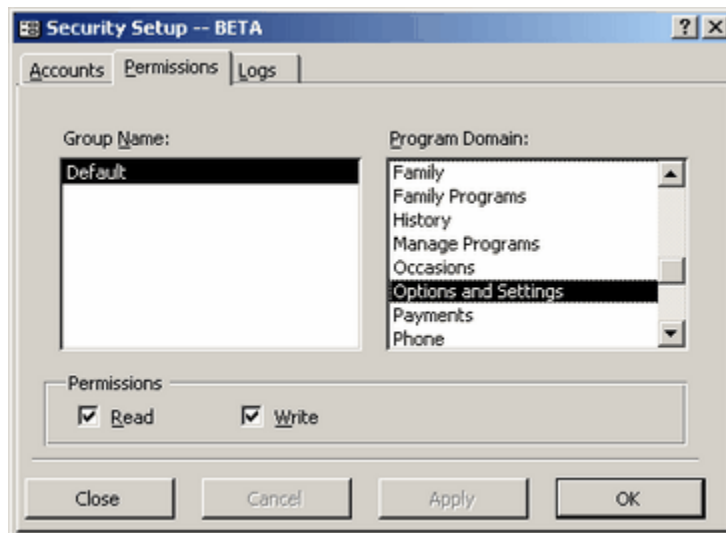 Security Setup -- BETA
Accounts Permissions Logs
Group Name: Program Domain:
Default
Family
Family Programs
History
Manage Programs
Occasions
Options and Settings
Payments
Phone
Permissions
Read Write
Close Cancel Apply OK